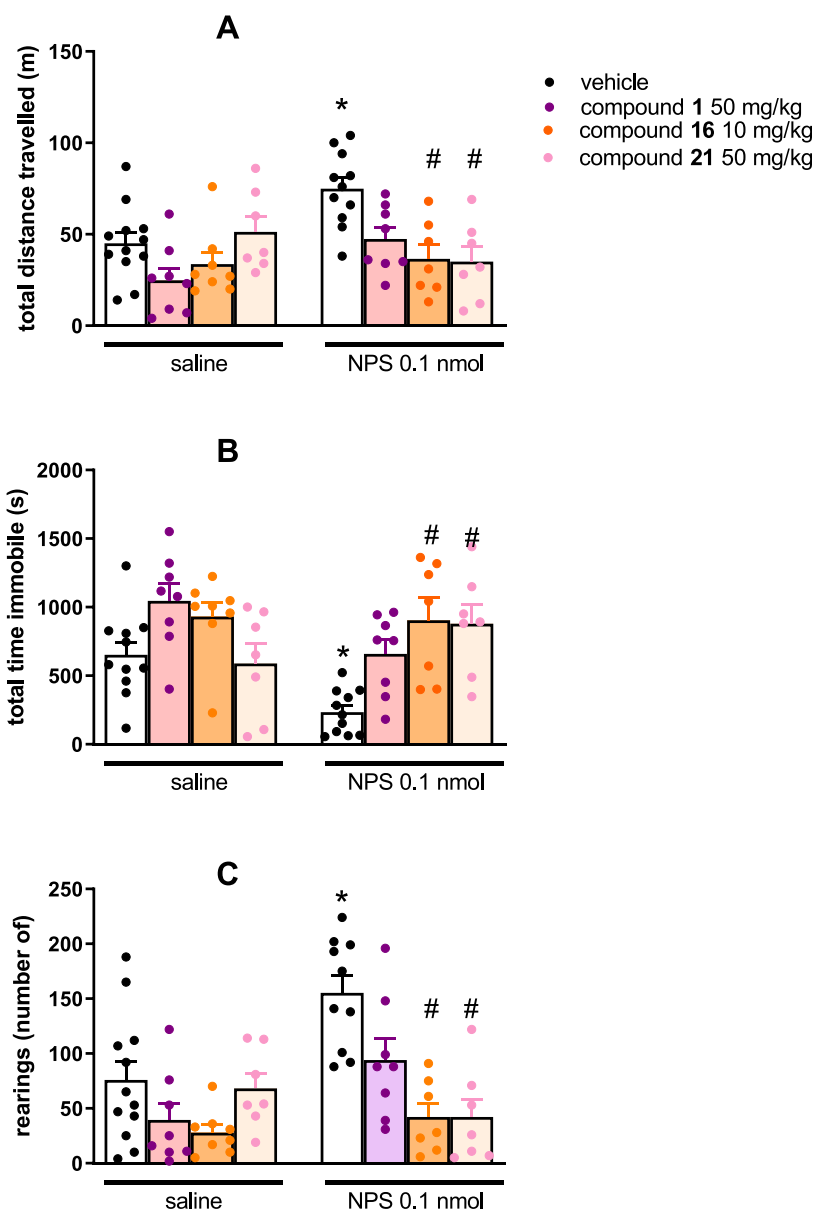 A
total distance travelled (m)
150
100
50
0
*
#
#
saline
NPS 0.1 nmol
vehicle
compound 1 50 mg/kg
compound 16 10 mg/kg
compound 21 50 mg/kg
B
total time immobile (s)
2000
1500
1000
500
0
*
#
#
saline
NPS 0.1 nmol
C
rearings (number of)
250
200
150
100
50
0
*
#
#
saline
NPS 0.1 nmol